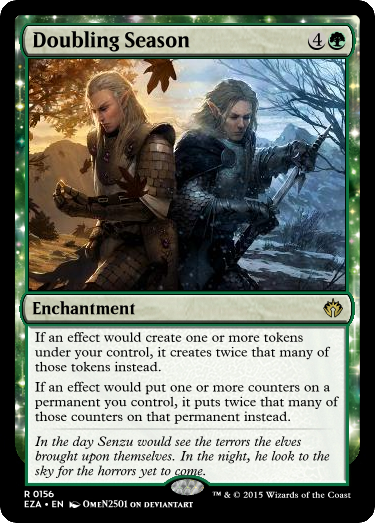 Doubling Season 4
Enchantment
If an effect would create one or more tokens
under your control, it creates twice that many of
those tokens instead.
If an effect would put one or more counters on a
permanent you control, it puts twice that many of
those counters on that permanent instead.
In the day Senzu would see the terrors the elves
brought upon themselves. In the night, he look to the
sky for the horrors yet to come.
R 0156
EZA • EN OMEN2501 ON DEVIANTART
™ & © 2015 Wizards of the Coast